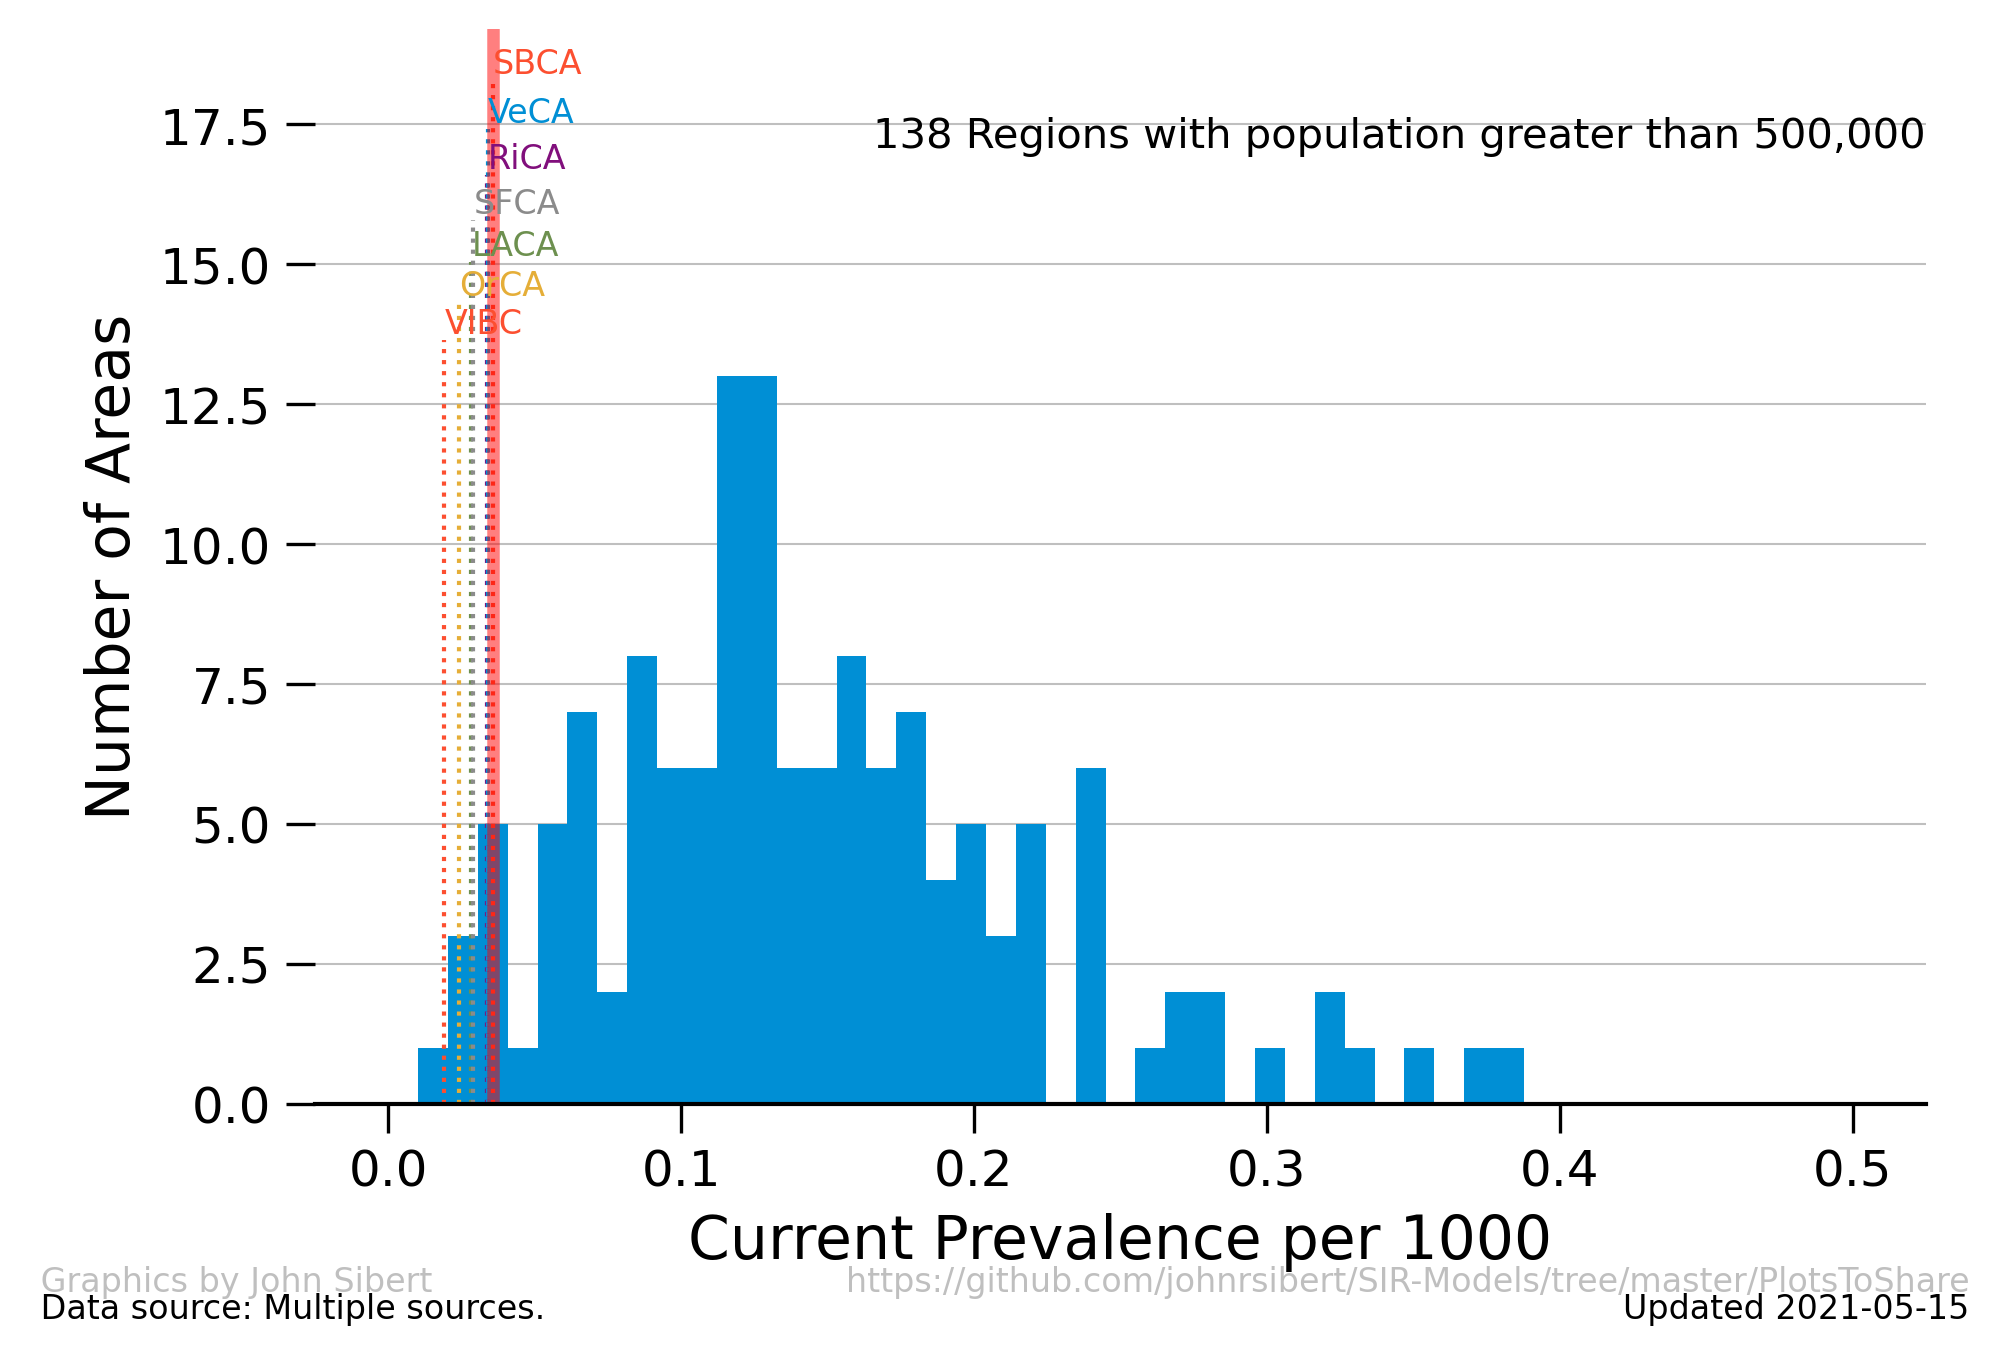 SBCA
VeCA
RiCA
SFCA
LACA
OrCA
VIBC
138 Regions with population greater than 500,000
17.5
15.0
12.5
10.0
7.5
5.0
2.5
0.0
Number of Areas
0.0 0.1 0.2 0.3 0.4 0.5
Current Prevalence per 1000
Graphics by John Sibert https://github.com/johnrsibert/SIR-Models/tree/master/PlotsToShare
Data source: Multiple sources. Updated 2021-05-15